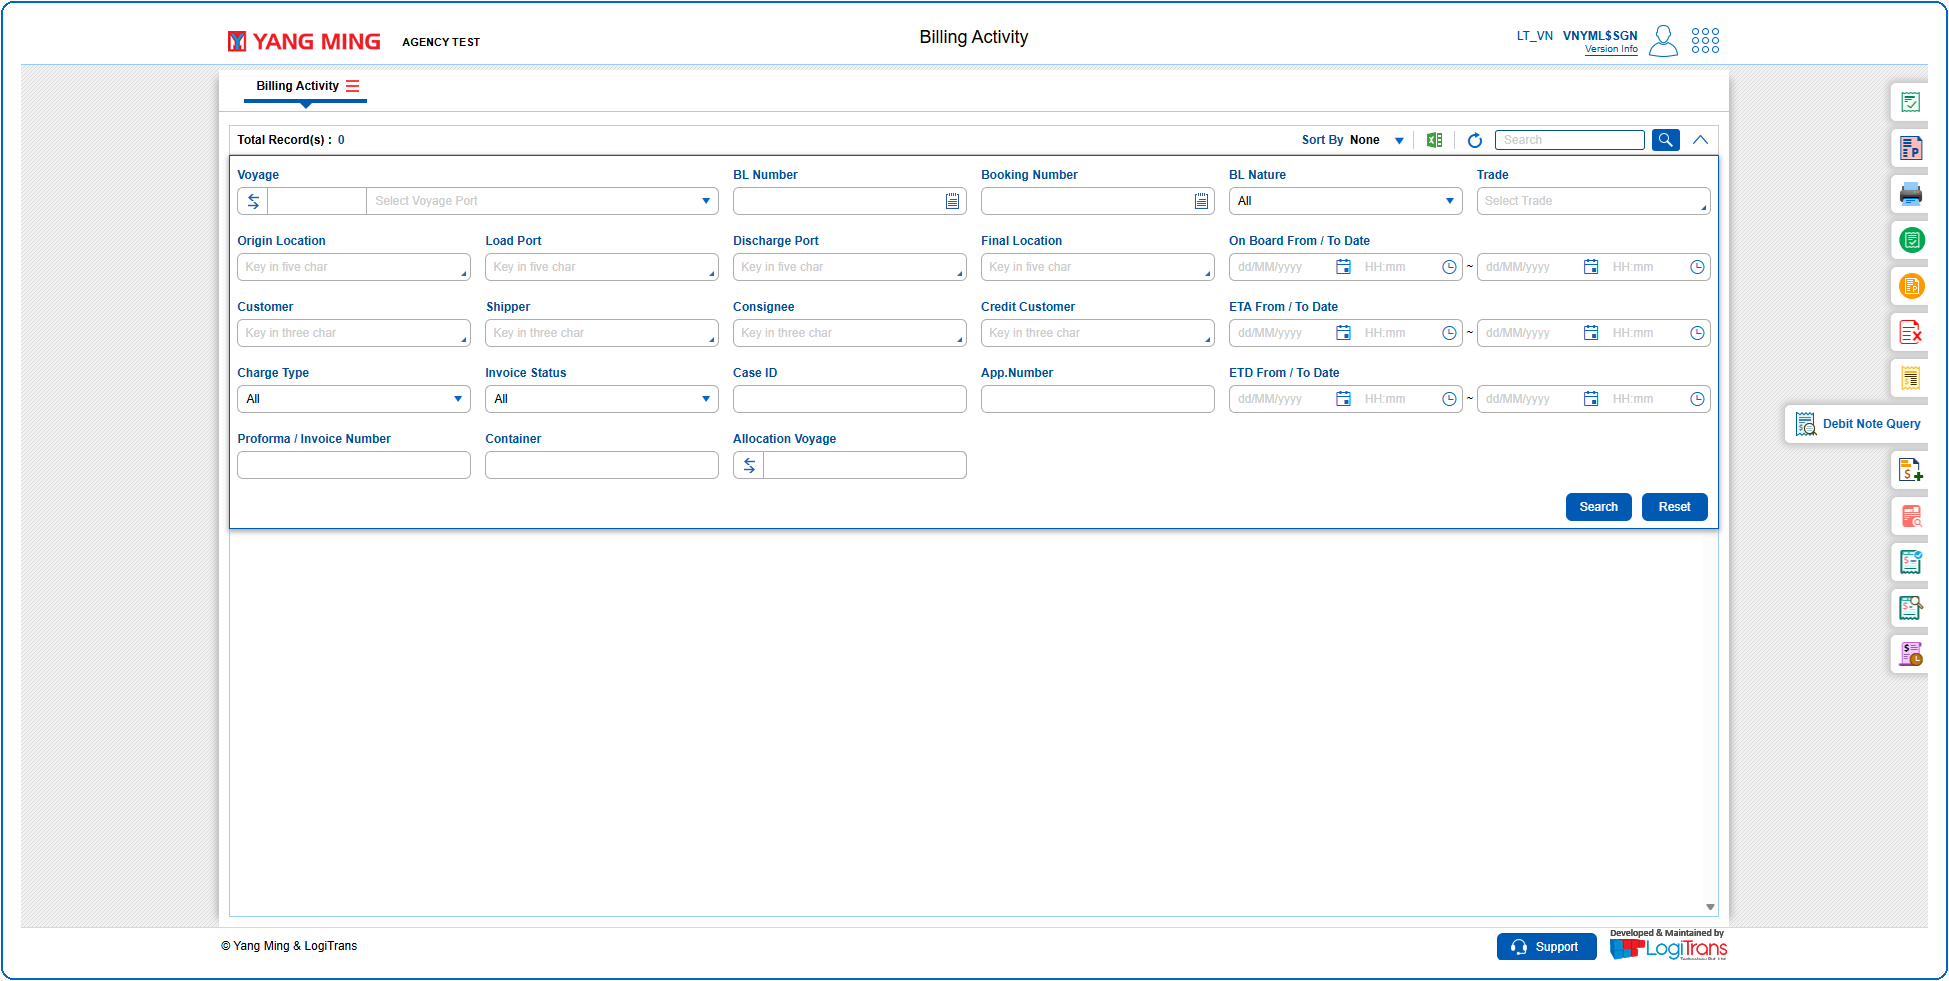 YANG MING AGENCY TEST
Billing Activity
LT_VN VNYML$SGN
Version Info
Billing Activity
Total Record(s) : 0
Sort By None
Search
Voyage BL Number Booking Number BL Nature Trade
Select Voyage Port All Select Trade
Origin Location Load Port Discharge Port Final Location On Board From / To Date
Key in five char Key in five char Key in five char Key in five char dd/MM/yyyy HH:mm ~ dd/MM/yyyy HH:mm
Customer Shipper Consignee Credit Customer ETA From / To Date
Key in three char Key in three char Key in three char Key in three char dd/MM/yyyy HH:mm ~ dd/MM/yyyy HH:mm
Charge Type Invoice Status Case ID App.Number ETD From / To Date
All All dd/MM/yyyy HH:mm ~ dd/MM/yyyy HH:mm
Debit Note Query
Proforma / Invoice Number Container Allocation Voyage
Search Reset
© Yang Ming & LogiTrans
Support
Developed & Maintained by
LogiTrans